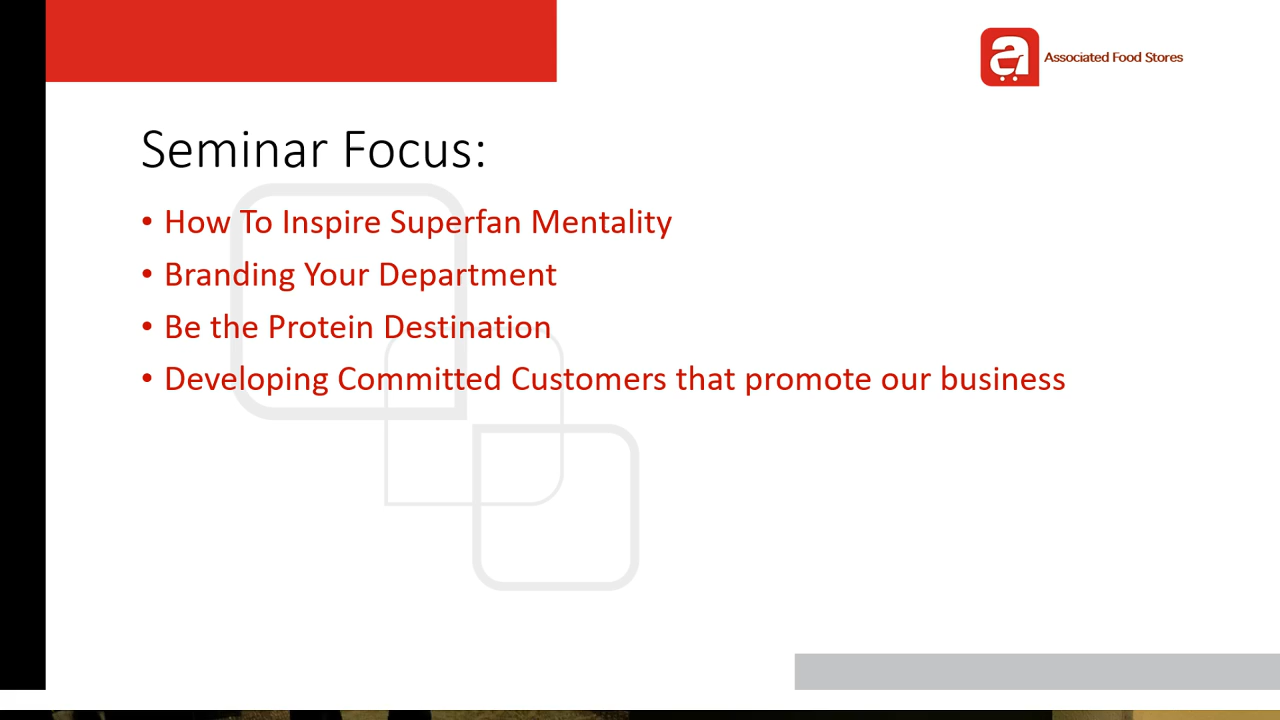 a Associated Food Stores
Seminar Focus:
• How To Inspire Superfan Mentality
• Branding Your Department
• Be the Protein Destination
• Developing Committed Customers that promote our business